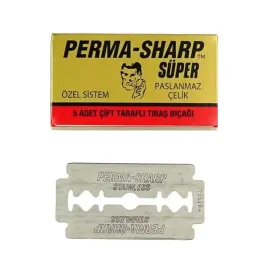 PERMA-SHARP™
SÜPER
ÖZEL SİSTEM
PASLANMAZ
ÇELİK
5 ADET ÇİFT TARAFLI TIRAŞ BIÇAĞI
PERMA-SHARP
STAINLESS
STAINLESS
PERMA-SHARP